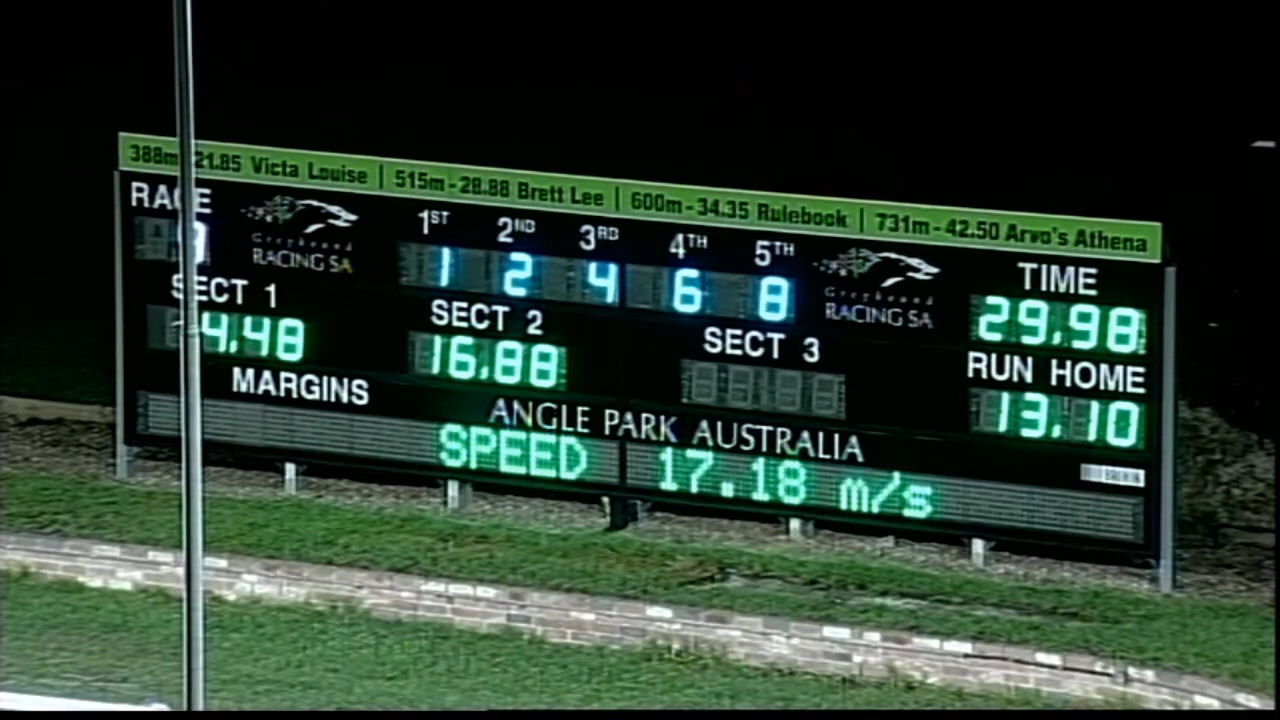 388m - 21.85 Victa Louise | 515m - 28.88 Brett Lee | 600m - 34.35 Rulebook | 731m - 42.50 Arvo's Athena
RACE
Greyhound
RACING SA
1ST 2ND 3RD 4TH 5TH
1 2 4 6 8
Greyhound
RACING SA
TIME
29.98
SECT 1
4.48
SECT 2
16.88
SECT 3
RUN HOME
13.10
MARGINS
ANGLE PARK AUSTRALIA
SPEED 17.18 m/s